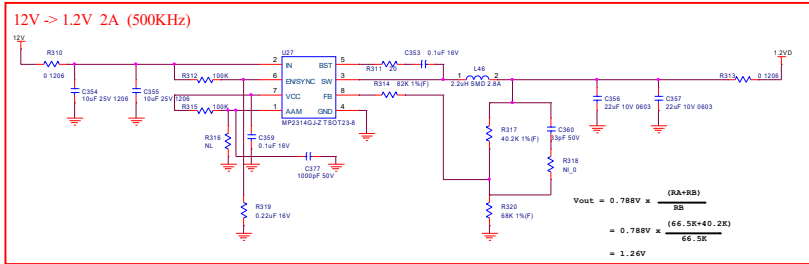 12V -> 1.2V 2A (500KHz)
12V
R310
0 1206
C354
10uF 25V 1206
C355
10uF 25V 1206
R312 100K
R315 100K
R316
NL
C359
0.1uF 16V
C377
1000pF 50V
R319
0.22uF 16V
U27
2 IN BST 5
6 EN/SYNC SW 3
7 VCC FB 8
1 AAM GND 4
MP2314GJ-Z TSOT23-8
R311 20
C353 0.1uF 16V
R314 82K 1%(F)
L46
1 2
2.2uH SMD 2.8A
R317
40.2K 1%(F)
C360
33pF 50V
R318
NI_0
R320
68K 1%(F)
C356
22uF 10V 0603
C357
22uF 10V 0603
R313 0 1206
1.2VD
Vout = 0.788V x (RA+RB)
RB
= 0.788V x (66.5K+40.2K)
66.5K
= 1.26V